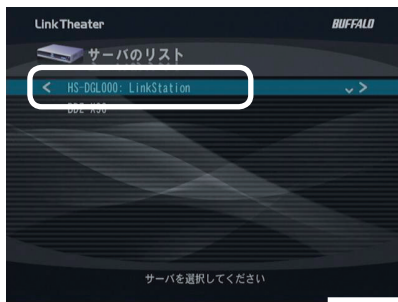 LinkTheater
BUFFALO
サーバのリスト
< HS-DGL000: LinkStation ⌄ >
サーバを選択してください